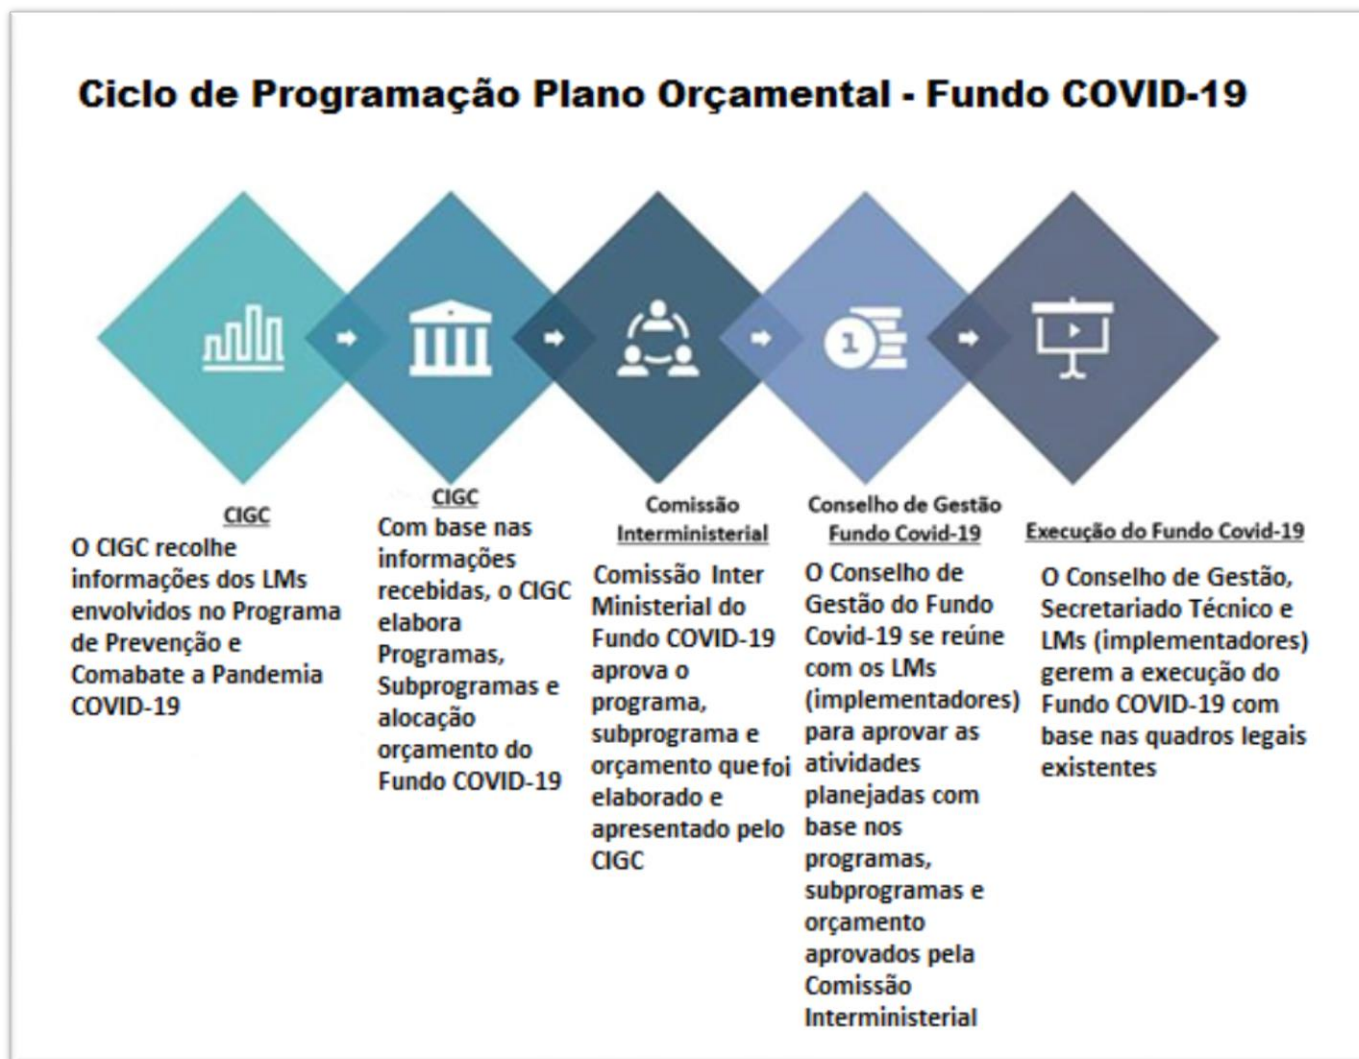 Ciclo de Programação Plano Orçamental - Fundo COVID-19
1
CIGC
O CIGC recolhe
informações dos LMs
envolvidos no Programa
de Prevenção e
Comabate a Pandemia
COVID-19
CIGC
Com base nas
informações
recebidas, o CIGC
elabora
Programas,
Subprogramas e
alocação
orçamento do
Fundo COVID-19
Comissão
Interministerial
Comissão Inter
Ministerial do
Fundo COVID-19
aprova o
programa,
subprograma e
orçamento que foi
elaborado e
apresentado pelo
CIGC
Conselho de Gestão
Fundo Covid-19
O Conselho de
Gestão do Fundo
Covid-19 se reúne
com os LMs
(implementadores)
para aprovar as
atividades
planejadas com
base nos
programas,
subprogramas e
orçamento
aprovados pela
Comissão
Interministerial
Execução do Fundo Covid-19
O Conselho de Gestão,
Secretariado Técnico e
LMs (implementadores)
gerem a execução do
Fundo COVID-19 com
base nas quadros legais
existentes